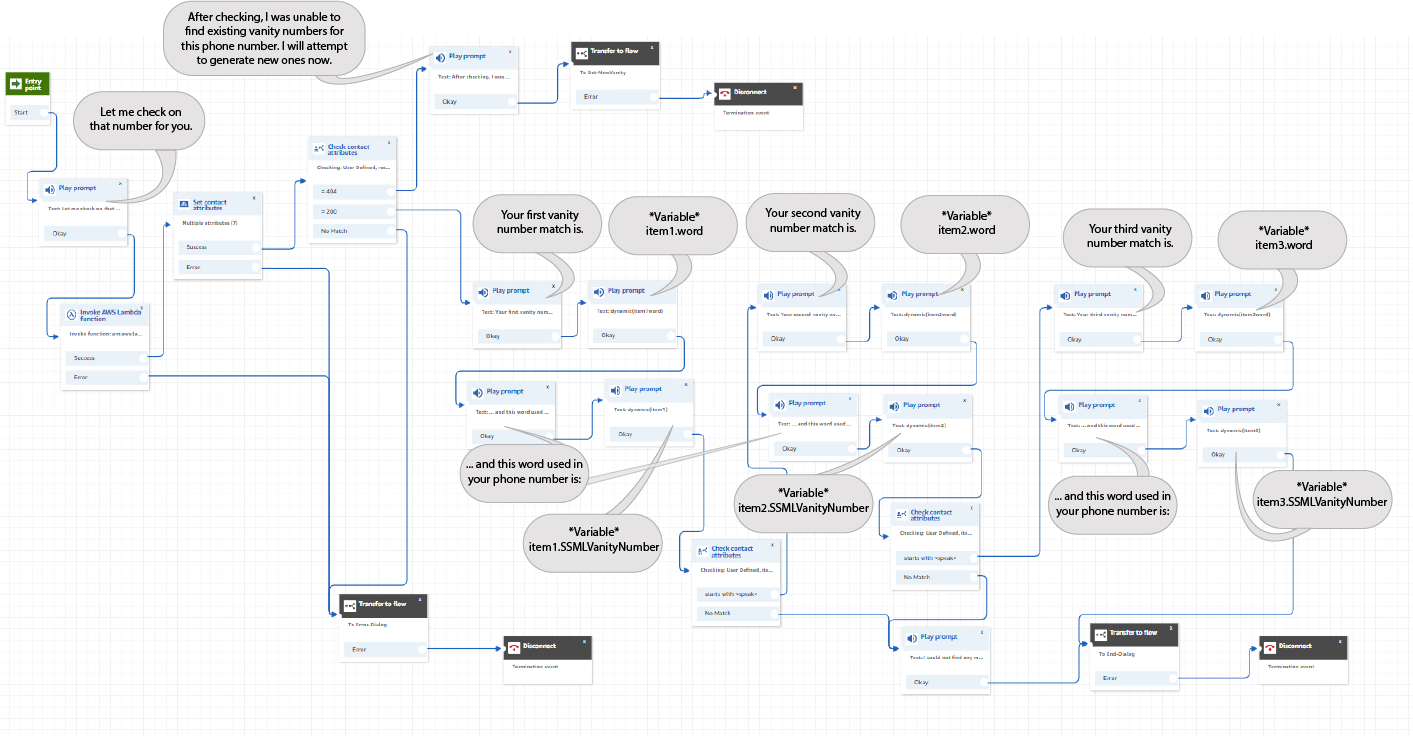 After checking, I was unable to
find existing vanity numbers for
this phone number. I will attempt
to generate new ones now.
Play prompt
x
Text: After checking, I was ...
Okay
Transfer to flow
x
To Get-NewVanity
Error
Disconnect
x
Termination event
Entry
point
Start
Let me check on
that number for you.
Play prompt
x
Text: Let me check on that ...
Okay
Set contact
attributes
x
Multiple attributes (7)
Success
Error
Check contact
attributes
x
Checking: User Defined, res...
= 404
= 200
No Match
Invoke AWS Lambda
function
x
Invoke function: arn:aws:la...
Success
Error
Your first vanity
number match is.
*Variable*
item1.word
Play prompt
x
Text: Your first vanity num...
Okay
Play prompt
Text: dynamic(item1word)
Okay
Play prompt
x
Text: ... and this word used ...
Okay
Play prompt
x
Text: dynamic(item1)
Okay
... and this word used in
your phone number is:
*Variable*
item1.SSMLVanityNumber
Check contact
attributes
x
Checking: User Defined, ite...
starts with <speak>
No Match
Your second vanity
number match is.
*Variable*
item2.word
Play prompt
Text: Your second vanity nu...
Okay
Play prompt
x
Text: dynamic(item2word)
Okay
Play prompt
x
Text: ... and this word used ...
Okay
Play prompt
x
Text: dynamic(item2)
Okay
*Variable*
item2.SSMLVanityNumber
Check contact
attributes
x
Checking: User Defined, ite...
starts with <speak>
No Match
Play prompt
x
Text: I could not find any m...
Okay
Your third vanity
number match is.
*Variable*
item3.word
Play prompt
x
Text: Your third vanity num...
Okay
Play prompt
x
Text: dynamic(item3word)
Okay
Play prompt
x
Text: ... and this word used ...
Okay
Play prompt
x
Text: dynamic(item3)
Okay
... and this word used in
your phone number is:
*Variable*
item3.SSMLVanityNumber
Transfer to flow
x
To Error-Dialog
Error
Disconnect
x
Termination event
Transfer to flow
x
To End-Dialog
Error
Disconnect
x
Termination event